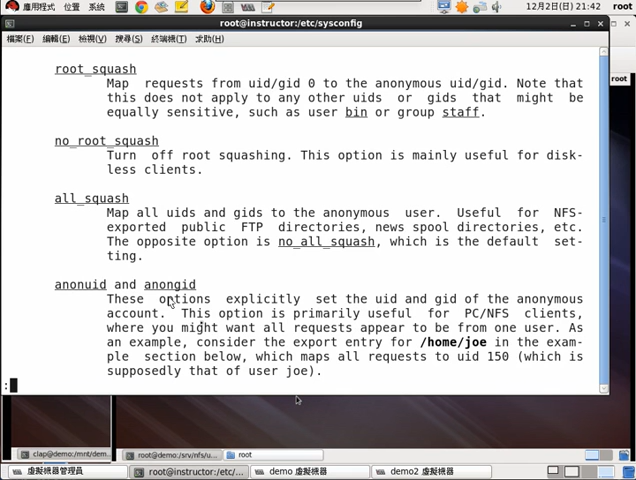 應用程式 位置 系統 12月2日(日) 21:42 root
root@instructor:/etc/sysconfig
檔案(F) 編輯(E) 檢視(V) 搜尋(S) 終端機(T) 求助(H)
root
root_squash
Map requests from uid/gid 0 to the anonymous uid/gid. Note that
this does not apply to any other uids or gids that might be
equally sensitive, such as user bin or group staff.
no_root_squash
Turn off root squashing. This option is mainly useful for disk-
less clients.
all_squash
Map all uids and gids to the anonymous user. Useful for NFS-
exported public FTP directories, news spool directories, etc.
The opposite option is no_all_squash, which is the default set-
ting.
anonuid and anongid
These options explicitly set the uid and gid of the anonymous
account. This option is primarily useful for PC/NFS clients,
where you might want all requests appear to be from one user. As
an example, consider the export entry for /home/joe in the exam-
ple section below, which maps all requests to uid 150 (which is
supposedly that of user joe).
:
clap@demo:/mnt/dem... root@demo:/srv/nfs/u... root
虛擬機器管理員 root@instructor:/etc/... demo 虛擬機器 demo2 虛擬機器